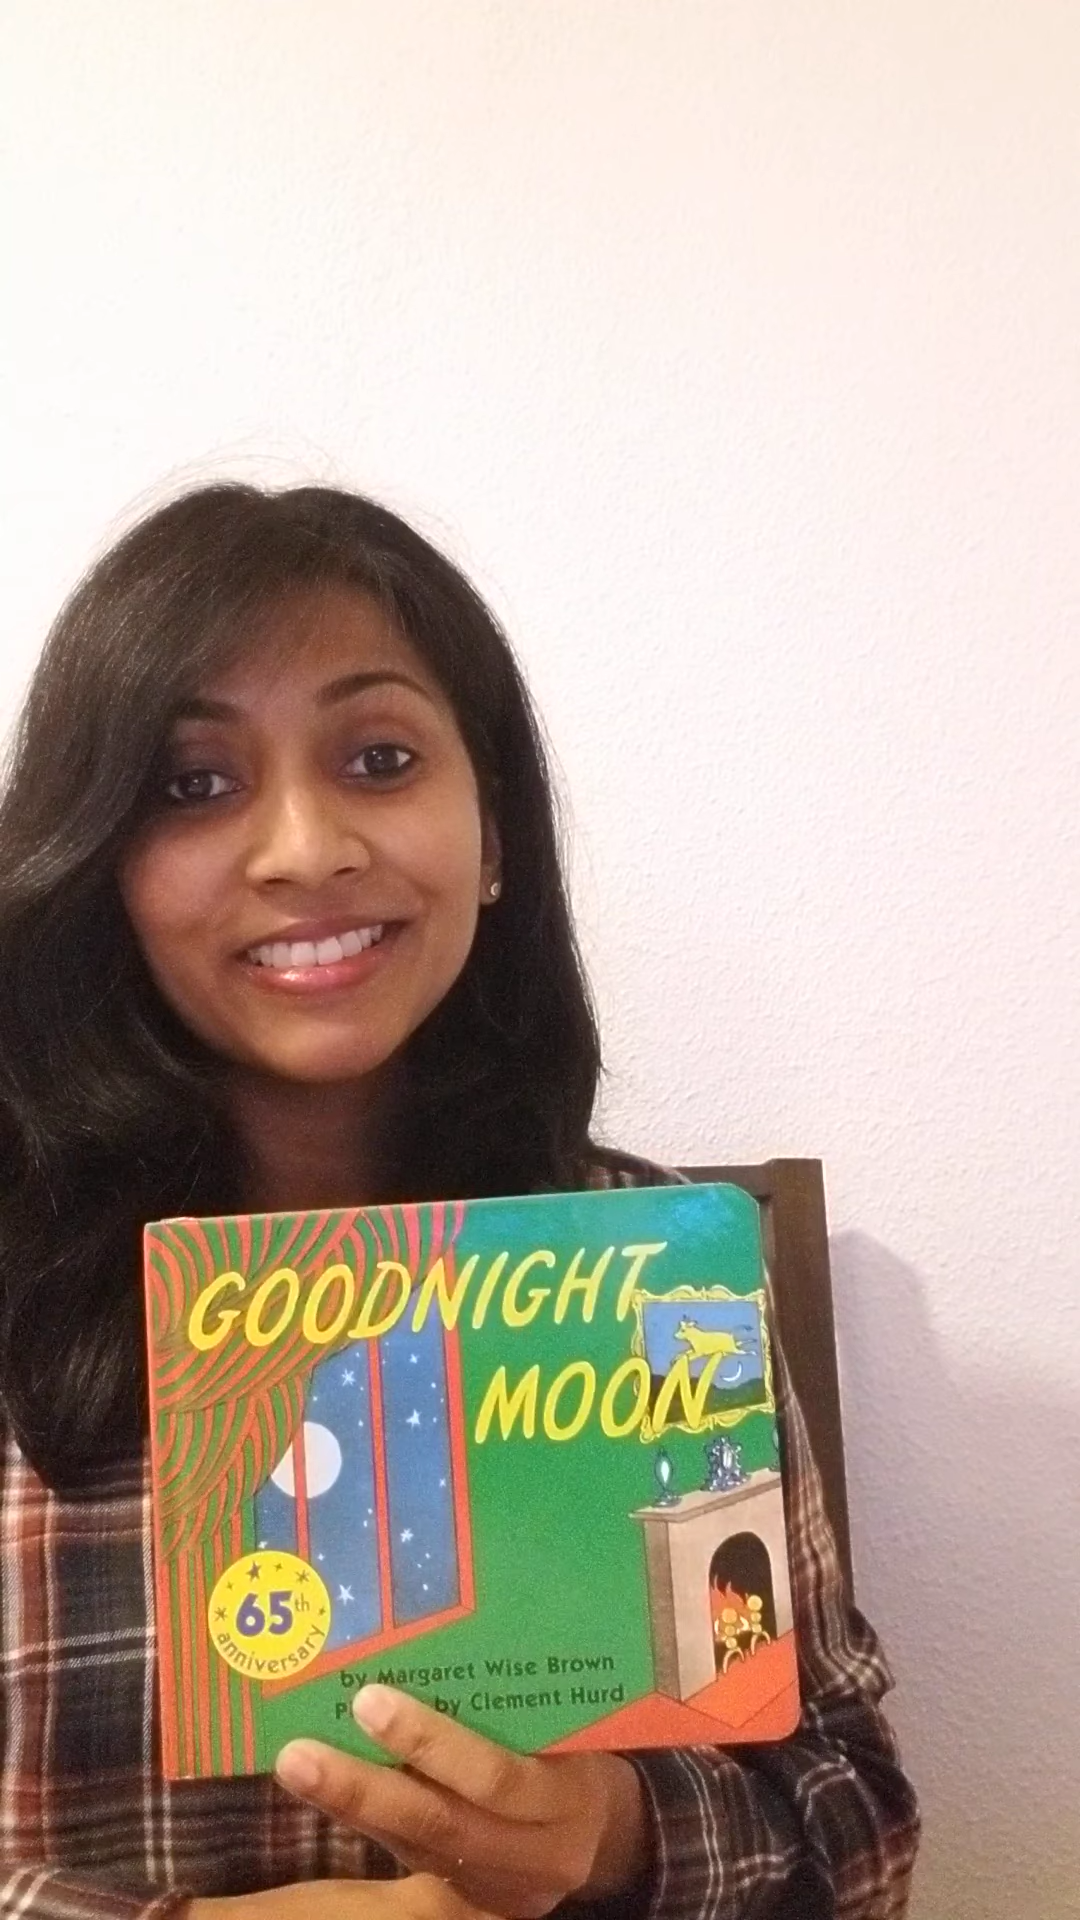 GOODNIGHT
MOON
65th
anniversary
by Margaret Wise Brown
by Clement Hurd